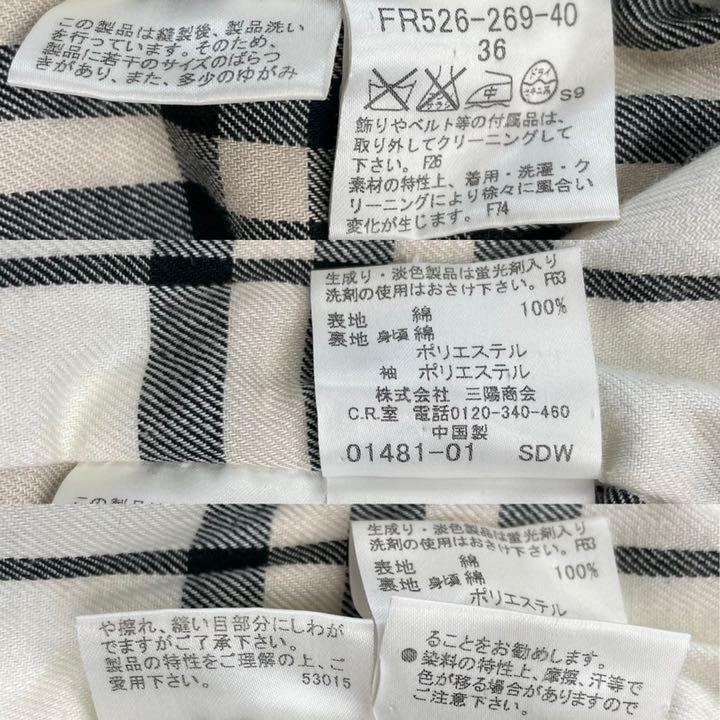 この製品は縫製後、製品洗い
を行っています。そのため、
製品に若干のサイズのばらつ
きがあり、また、多少のゆがみ
FR526-269-40
36
ドライ
S9
飾りやベルト等の付属品は、
取り外してクリーニングして
下さい。F26
素材の特性上、着用・洗濯・ク
リーニングにより徐々に風合い
変化が生じます。F74
生成り・淡色製品は蛍光剤入り
洗剤の使用はおさけ下さい。F63
表地 綿 100%
裏地 身頃 綿
ポリエステル
袖 ポリエステル
株式会社 三陽商会
C.R.室 電話0120-340-460
中国製
01481-01 SDW
この製品は
生成り・淡色製品は蛍光剤入り
洗剤の使用はおさけ下さい。F63
表地 綿 100%
裏地 身頃 綿
ポリエステル
や擦れ、縫い目部分にしわが
でますがご了承下さい。
製品の特性をご理解の上、ご
愛用下さい。 53015
ることをお勧めします。
●染料の特性上、摩擦、汗等で
色が移る場合がありますので
ご注意下さい。